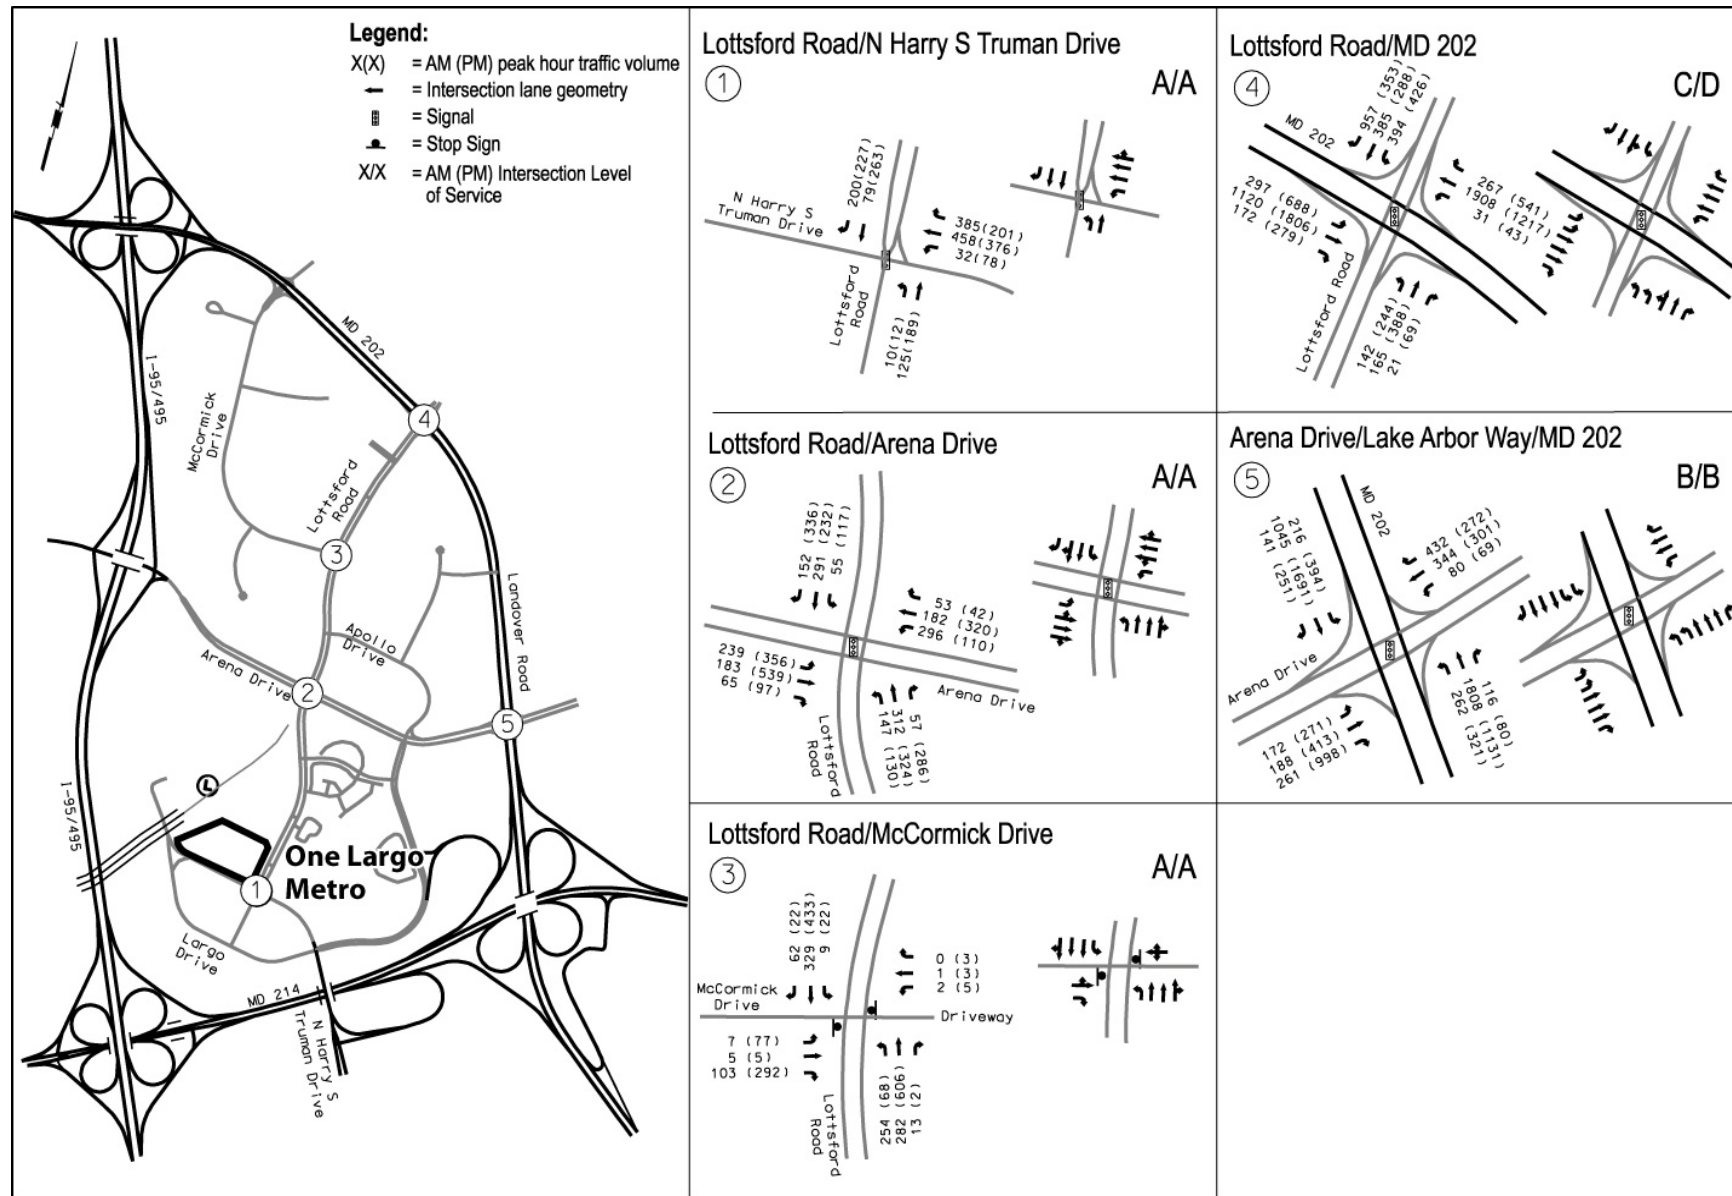 Legend:
X(X) = AM (PM) peak hour traffic volume
= Intersection lane geometry
= Signal
= Stop Sign
X/X = AM (PM) Intersection Level
of Service
MD 202
I-95/495
McCormick
Drive
Lottsford
Road
4
3
Landover Road
Apollo
Drive
Arena Drive
2
5
L
I-95/495
One Largo
Metro
1
Largo
Drive
MD 214
N Harry S
Truman Drive
Lottsford Road/N Harry S Truman Drive
1
A/A
200(227)
79(263)
N Harry S
Truman Drive
385(201)
458(376)
32(78)
Lottsford
Road
10(12)
125(189)
Lottsford Road/Arena Drive
2
A/A
152 (336)
291 (232)
55 (117)
53 (42)
182 (320)
296 (110)
239 (356)
183 (539)
65 (97)
Arena Drive
Lottsford
Road
147 (130)
312 (324)
57 (286)
Lottsford Road/McCormick Drive
3
A/A
62 (22)
329 (433)
9 (22)
0 (3)
1 (3)
2 (5)
McCormick
Drive
Driveway
7 (77)
5 (5)
103 (292)
Lottsford
Road
254 (68)
282 (606)
13 (2)
Lottsford Road/MD 202
4
C/D
957 (353)
385 (288)
394 (426)
MD 202
297 (688)
1120 (1806)
172 (279)
267 (541)
1908 (1217)
31 (43)
Lottsford Road
142 (244)
165 (388)
21 (69)
Arena Drive/Lake Arbor Way/MD 202
5
B/B
216 (394)
1045 (1691)
141 (251)
MD 202
432 (272)
344 (301)
80 (69)
Arena Drive
172 (271)
188 (413)
261 (998)
116 (80)
1808 (1131)
262 (321)